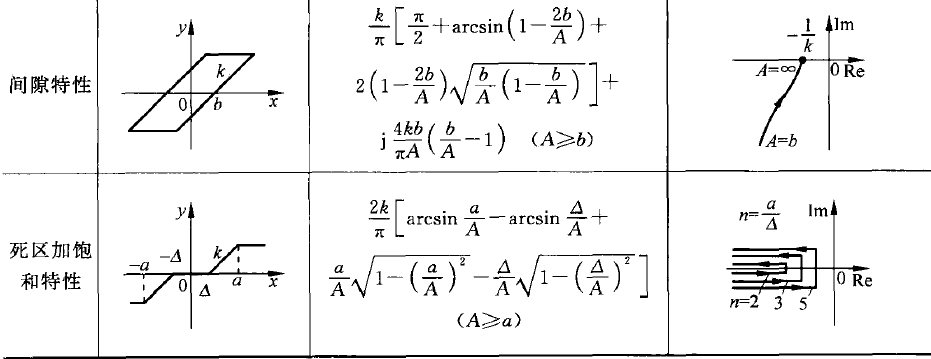 间隙特性
y
k
0
b
x
k/π[π/2+arcsin(1−2b/A)+
2(1−2b/A)√(b/A(1−b/A))]+
j4kb/πA(b/A−1) (A≥b)
−1/k
Im
A=∞
0 Re
A=b
死区加饱
和特性
y
−a
−Δ
k
0
Δ
a
x
2k/π[arcsin a/A−arcsin Δ/A+
a/A√(1−(a/A)²)−Δ/A√(1−(Δ/A)²)]
(A≥a)
n=a/Δ
Im
0 Re
n=2 3 5